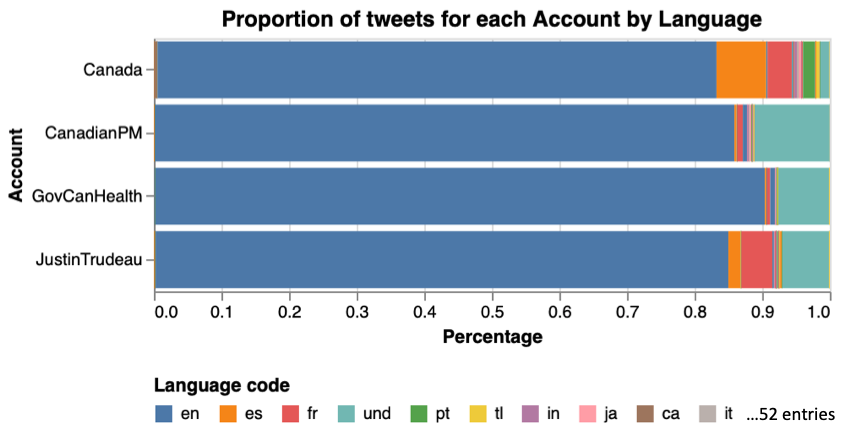 Proportion of tweets for each Account by Language
Account
Canada
CanadianPM
GovCanHealth
JustinTrudeau
0.0 0.1 0.2 0.3 0.4 0.5 0.6 0.7 0.8 0.9 1.0
Percentage
Language code
en es fr und pt tl in ja ca it ...52 entries